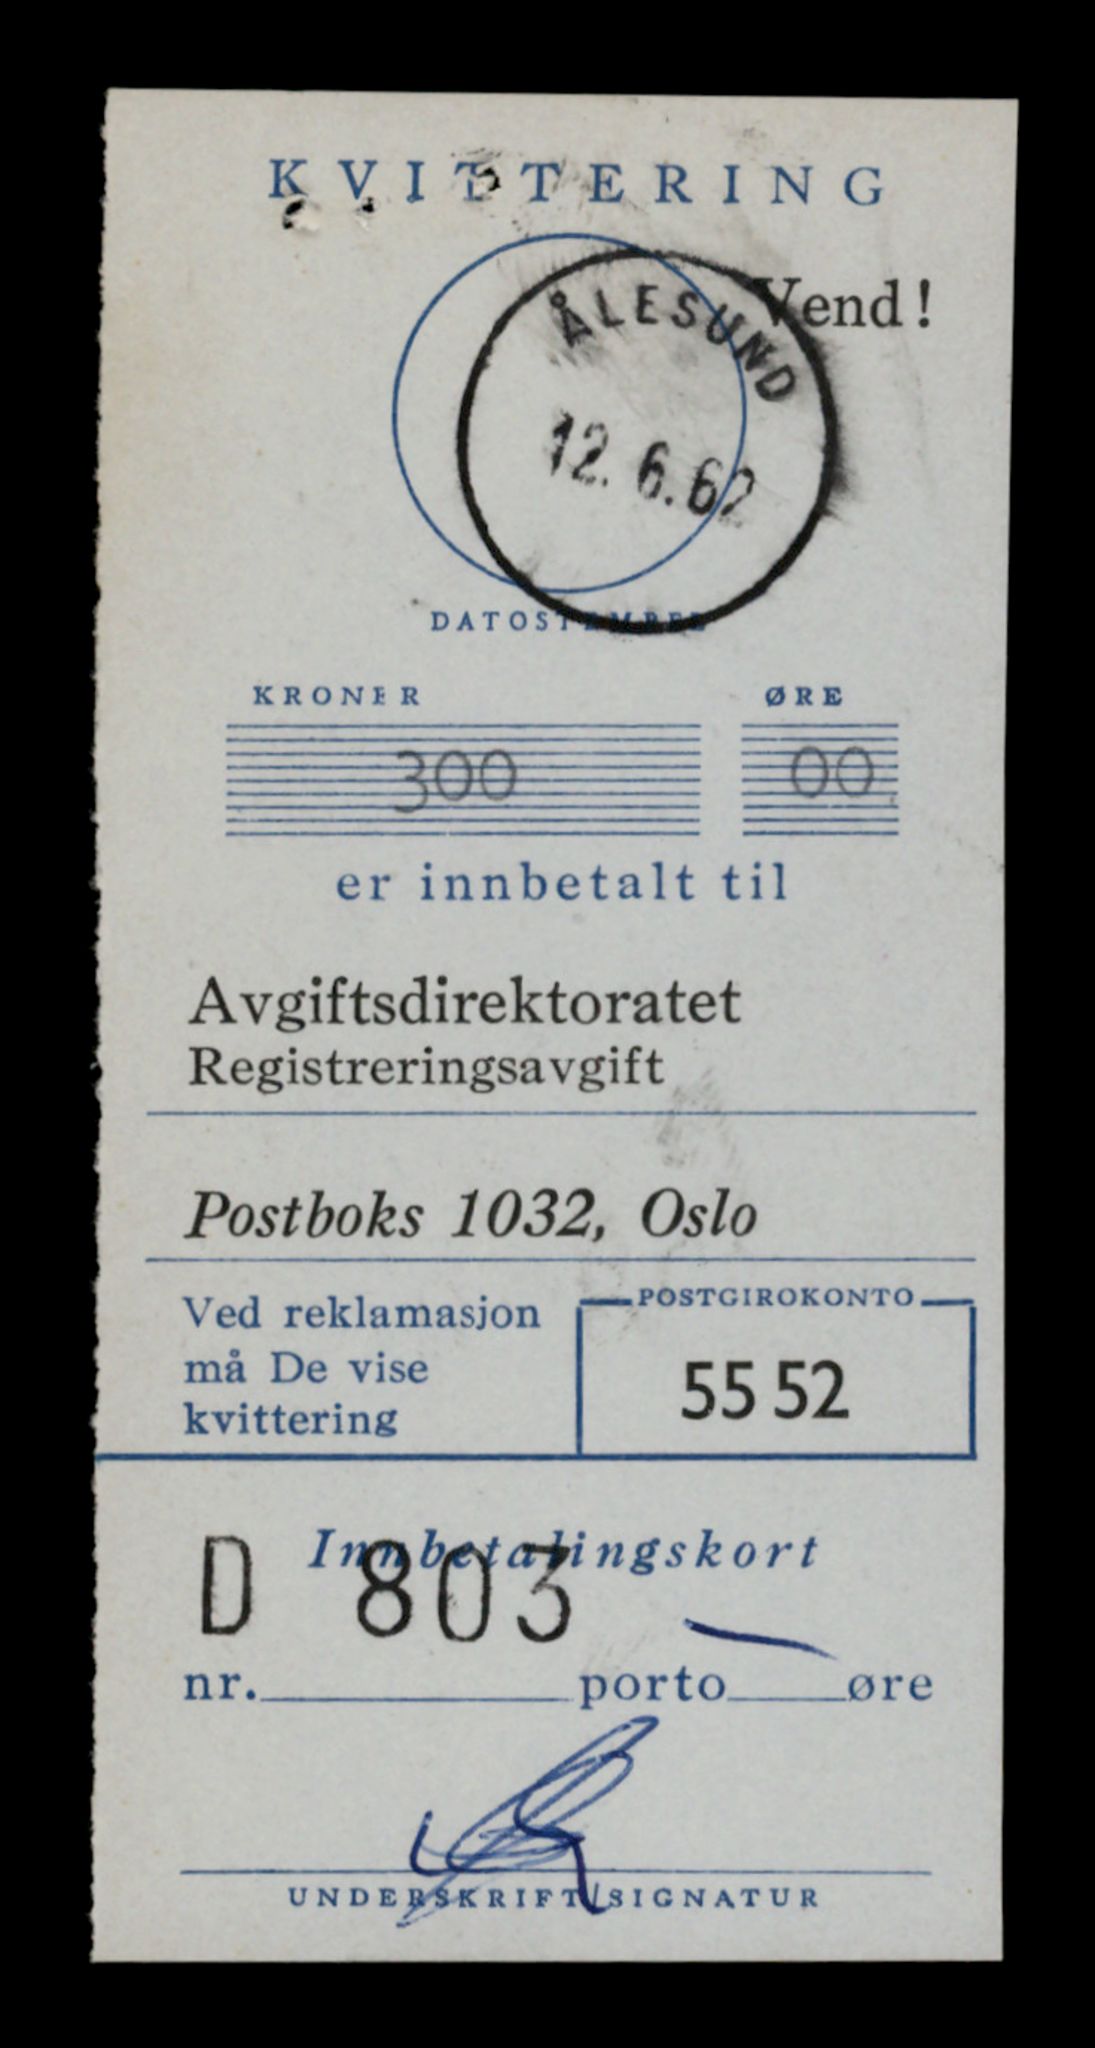 KVITTERING
Vend!
ÅLESUND
12.6.62
DATOSTEMPEL
KRONER ØRE
300 00
er innbetalt til
Avgiftsdirektoratet
Registreringsavgift
Postboks 1032, Oslo
Ved reklamasjon
må De vise
kvittering
POSTGIROKONTO
55 52
Innbetalingskort
D 803
nr. porto øre
UNDERSKRIFT/SIGNATUR